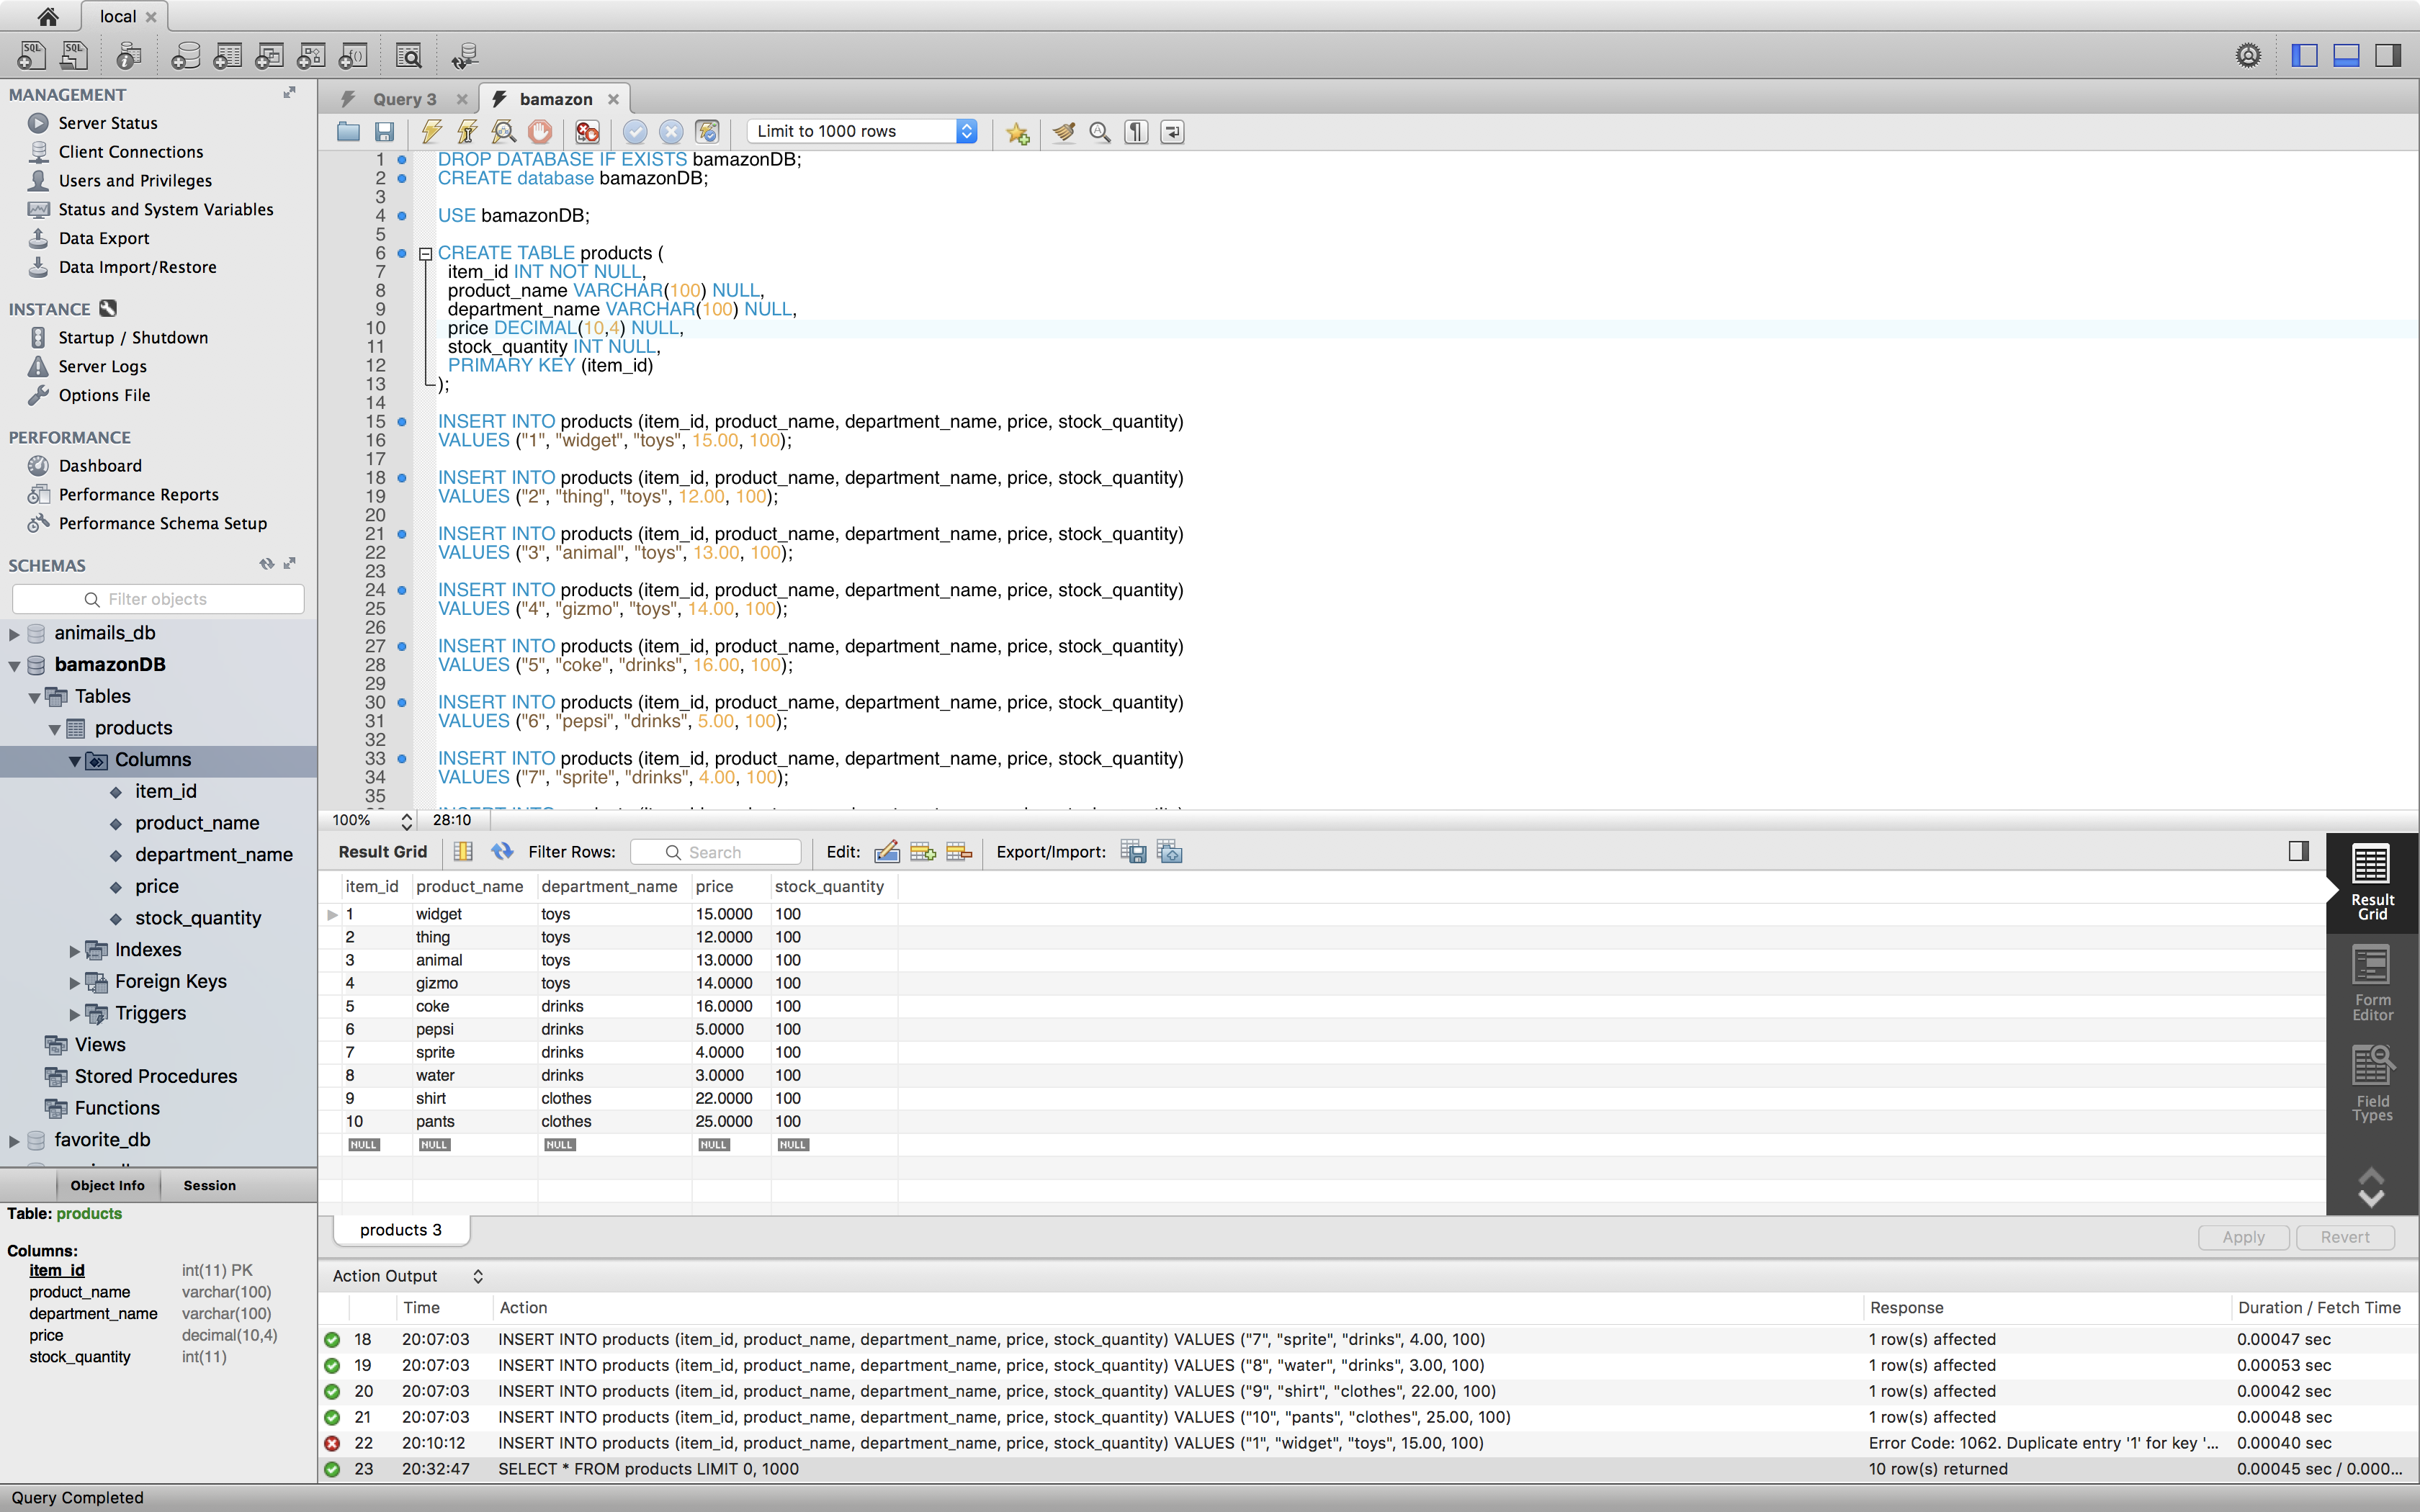 local
SQL
SQL
MANAGEMENT
Server Status
Client Connections
Users and Privileges
Status and System Variables
Data Export
Data Import/Restore
INSTANCE
Startup / Shutdown
Server Logs
Options File
PERFORMANCE
Dashboard
Performance Reports
Performance Schema Setup
SCHEMAS
Filter objects
animails_db
bamazonDB
Tables
products
Columns
item_id
product_name
department_name
price
stock_quantity
Indexes
Foreign Keys
Triggers
Views
Stored Procedures
Functions
favorite_db
Object Info Session
Table: products
Columns:
item_id int(11) PK
product_name varchar(100)
department_name varchar(100)
price decimal(10,4)
stock_quantity int(11)
Query 3 bamazon
Limit to 1000 rows
1 DROP DATABASE IF EXISTS bamazonDB;
2 CREATE database bamazonDB;
3
4 USE bamazonDB;
5
6 CREATE TABLE products (
7 item_id INT NOT NULL,
8 product_name VARCHAR(100) NULL,
9 department_name VARCHAR(100) NULL,
10 price DECIMAL(10,4) NULL,
11 stock_quantity INT NULL,
12 PRIMARY KEY (item_id)
13 );
14
15 INSERT INTO products (item_id, product_name, department_name, price, stock_quantity)
16 VALUES ("1", "widget", "toys", 15.00, 100);
17
18 INSERT INTO products (item_id, product_name, department_name, price, stock_quantity)
19 VALUES ("2", "thing", "toys", 12.00, 100);
20
21 INSERT INTO products (item_id, product_name, department_name, price, stock_quantity)
22 VALUES ("3", "animal", "toys", 13.00, 100);
23
24 INSERT INTO products (item_id, product_name, department_name, price, stock_quantity)
25 VALUES ("4", "gizmo", "toys", 14.00, 100);
26
27 INSERT INTO products (item_id, product_name, department_name, price, stock_quantity)
28 VALUES ("5", "coke", "drinks", 16.00, 100);
29
30 INSERT INTO products (item_id, product_name, department_name, price, stock_quantity)
31 VALUES ("6", "pepsi", "drinks", 5.00, 100);
32
33 INSERT INTO products (item_id, product_name, department_name, price, stock_quantity)
34 VALUES ("7", "sprite", "drinks", 4.00, 100);
35
100% 28:10
Result Grid Filter Rows: Search Edit: Export/Import:
item_id product_name department_name price stock_quantity
1 widget toys 15.0000 100
2 thing toys 12.0000 100
3 animal toys 13.0000 100
4 gizmo toys 14.0000 100
5 coke drinks 16.0000 100
6 pepsi drinks 5.0000 100
7 sprite drinks 4.0000 100
8 water drinks 3.0000 100
9 shirt clothes 22.0000 100
10 pants clothes 25.0000 100
NULL NULL NULL NULL NULL
Result
Grid
Form
Editor
Field
Types
products 3
Apply Revert
Action Output
Time Action Response Duration / Fetch Time
18 20:07:03 INSERT INTO products (item_id, product_name, department_name, price, stock_quantity) VALUES ("7", "sprite", "drinks", 4.00, 100) 1 row(s) affected 0.00047 sec
19 20:07:03 INSERT INTO products (item_id, product_name, department_name, price, stock_quantity) VALUES ("8", "water", "drinks", 3.00, 100) 1 row(s) affected 0.00053 sec
20 20:07:03 INSERT INTO products (item_id, product_name, department_name, price, stock_quantity) VALUES ("9", "shirt", "clothes", 22.00, 100) 1 row(s) affected 0.00042 sec
21 20:07:03 INSERT INTO products (item_id, product_name, department_name, price, stock_quantity) VALUES ("10", "pants", "clothes", 25.00, 100) 1 row(s) affected 0.00048 sec
22 20:10:12 INSERT INTO products (item_id, product_name, department_name, price, stock_quantity) VALUES ("1", "widget", "toys", 15.00, 100) Error Code: 1062. Duplicate entry '1' for key '... 0.00040 sec
23 20:32:47 SELECT * FROM products LIMIT 0, 1000 10 row(s) returned 0.00045 sec / 0.000...
Query Completed